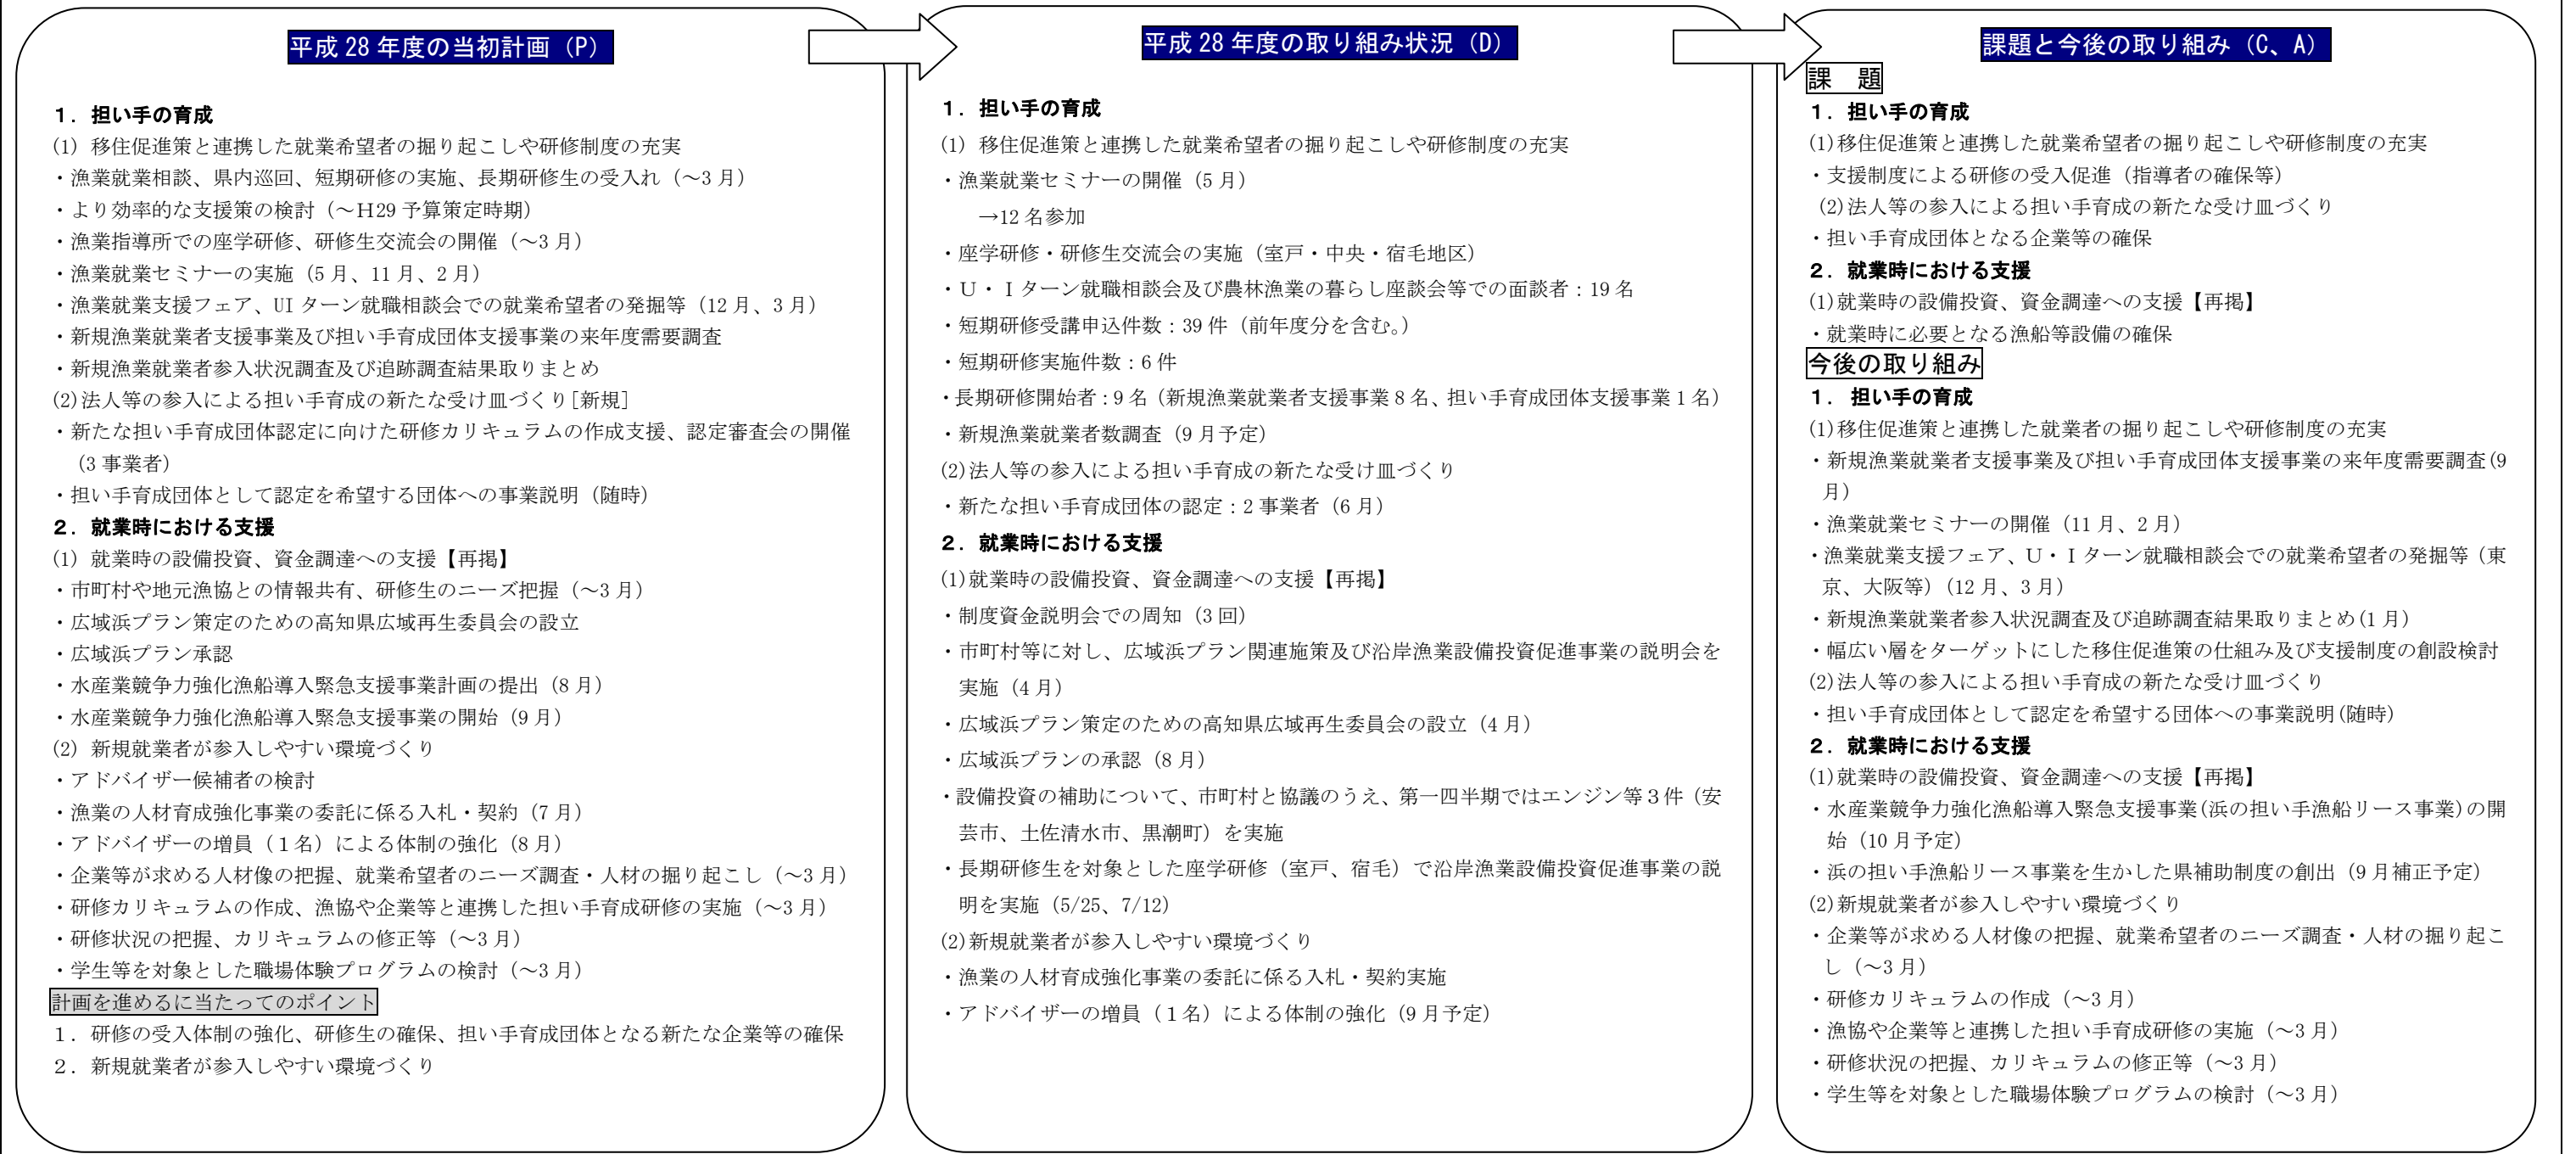 平成 28 年度の当初計画（P）
1．担い手の育成
(1) 移住促進策と連携した就業希望者の掘り起こしや研修制度の充実
・漁業就業相談、県内巡回、短期研修の実施、長期研修生の受入れ（～3 月）
・より効率的な支援策の検討（～Ｈ29 予算策定時期）
・漁業指導所での座学研修、研修生交流会の開催（～3 月）
・漁業就業セミナーの実施（5 月、11 月、2 月）
・漁業就業支援フェア、UI ターン就職相談会での就業希望者の発掘等（12 月、3 月）
・新規漁業就業者支援事業及び担い手育成団体支援事業の来年度需要調査
・新規漁業就業者参入状況調査及び追跡調査結果取りまとめ
(2)法人等の参入による担い手育成の新たな受け皿づくり[新規]
・新たな担い手育成団体認定に向けた研修カリキュラムの作成支援、認定審査会の開催
（3 事業者）
・担い手育成団体として認定を希望する団体への事業説明（随時）
2．就業時における支援
(1) 就業時の設備投資、資金調達への支援【再掲】
・市町村や地元漁協との情報共有、研修生のニーズ把握（～3 月）
・広域浜プラン策定のための高知県広域再生委員会の設立
・広域浜プラン承認
・水産業競争力強化漁船導入緊急支援事業計画の提出（8 月）
・水産業競争力強化漁船導入緊急支援事業の開始（9 月）
(2) 新規就業者が参入しやすい環境づくり
・アドバイザー候補者の検討
・漁業の人材育成強化事業の委託に係る入札・契約（7 月）
・アドバイザーの増員（１名）による体制の強化（8 月）
・企業等が求める人材像の把握、就業希望者のニーズ調査・人材の掘り起こし（～3 月）
・研修カリキュラムの作成、漁協や企業等と連携した担い手育成研修の実施（～3 月）
・研修状況の把握、カリキュラムの修正等（～3 月）
・学生等を対象とした職場体験プログラムの検討（～3 月）
計画を進めるに当たってのポイント
１．研修の受入体制の強化、研修生の確保、担い手育成団体となる新たな企業等の確保
２．新規就業者が参入しやすい環境づくり
平成 28 年度の取り組み状況（D）
1．担い手の育成
(1) 移住促進策と連携した就業希望者の掘り起こしや研修制度の充実
・漁業就業セミナーの開催（5 月）
→12 名参加
・座学研修・研修生交流会の実施（室戸・中央・宿毛地区）
・Ｕ・Ｉターン就職相談会及び農林漁業の暮らし座談会等での面談者：19 名
・短期研修受講申込件数：39 件（前年度分を含む。）
・短期研修実施件数：6 件
・長期研修開始者：9 名（新規漁業就業者支援事業 8 名、担い手育成団体支援事業 1 名）
・新規漁業就業者数調査（9 月予定）
(2)法人等の参入による担い手育成の新たな受け皿づくり
・新たな担い手育成団体の認定：2 事業者（6 月）
2．就業時における支援
(1)就業時の設備投資、資金調達への支援【再掲】
・制度資金説明会での周知（3 回）
・市町村等に対し、広域浜プラン関連施策及び沿岸漁業設備投資促進事業の説明会を
実施（4 月）
・広域浜プラン策定のための高知県広域再生委員会の設立（4 月）
・広域浜プランの承認（8 月）
・設備投資の補助について、市町村と協議のうえ、第一四半期ではエンジン等３件（安
芸市、土佐清水市、黒潮町）を実施
・長期研修生を対象とした座学研修（室戸、宿毛）で沿岸漁業設備投資促進事業の説
明を実施（5/25、7/12）
(2)新規就業者が参入しやすい環境づくり
・漁業の人材育成強化事業の委託に係る入札・契約実施
・アドバイザーの増員（１名）による体制の強化（9 月予定）
課題と今後の取り組み（C、A）
課　題
1．担い手の育成
(1)移住促進策と連携した就業希望者の掘り起こしや研修制度の充実
・支援制度による研修の受入促進（指導者の確保等）
(2)法人等の参入による担い手育成の新たな受け皿づくり
・担い手育成団体となる企業等の確保
2．就業時における支援
(1)就業時の設備投資、資金調達への支援【再掲】
・就業時に必要となる漁船等設備の確保
今後の取り組み
1． 担い手の育成
(1)移住促進策と連携した就業者の掘り起こしや研修制度の充実
・新規漁業就業者支援事業及び担い手育成団体支援事業の来年度需要調査(9
月）
・漁業就業セミナーの開催（11 月、2 月）
・漁業就業支援フェア、Ｕ・Ｉターン就職相談会での就業希望者の発掘等（東
京、大阪等）(12 月、3 月）
・新規漁業就業者参入状況調査及び追跡調査結果取りまとめ(1 月）
・幅広い層をターゲットにした移住促進策の仕組み及び支援制度の創設検討
(2)法人等の参入による担い手育成の新たな受け皿づくり
・担い手育成団体として認定を希望する団体への事業説明(随時）
2．就業時における支援
(1)就業時の設備投資、資金調達への支援【再掲】
・水産業競争力強化漁船導入緊急支援事業(浜の担い手漁船リース事業)の開
始（10 月予定）
・浜の担い手漁船リース事業を生かした県補助制度の創出（9 月補正予定）
(2)新規就業者が参入しやすい環境づくり
・企業等が求める人材像の把握、就業希望者のニーズ調査・人材の掘り起こ
し（～3 月）
・研修カリキュラムの作成（～3 月）
・漁協や企業等と連携した担い手育成研修の実施（～3 月）
・研修状況の把握、カリキュラムの修正等（～3 月）
・学生等を対象とした職場体験プログラムの検討（～3 月）